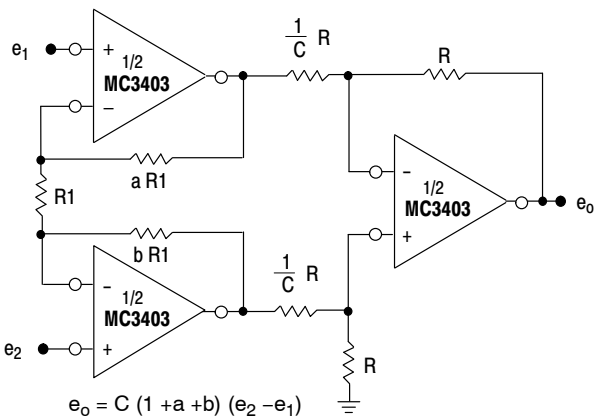 e1
+
1/2
MC3403
−
1
C
R
R
a R1
R1
b R1
-
1/2
MC3403
+
eo
-
1/2
MC3403
+
e2
1
C
R
R
eo = C (1 +a +b) (e2 −e1)